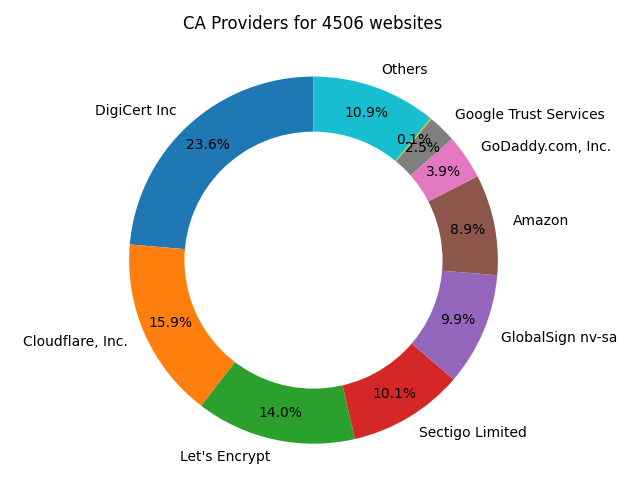 CA Providers for 4506 websites
Others
10.9%
DigiCert Inc
23.6%
Google Trust Services
0.1%
2.5%
GoDaddy.com, Inc.
3.9%
Amazon
8.9%
Cloudflare, Inc.
15.9%
GlobalSign nv-sa
9.9%
Let's Encrypt
14.0%
Sectigo Limited
10.1%